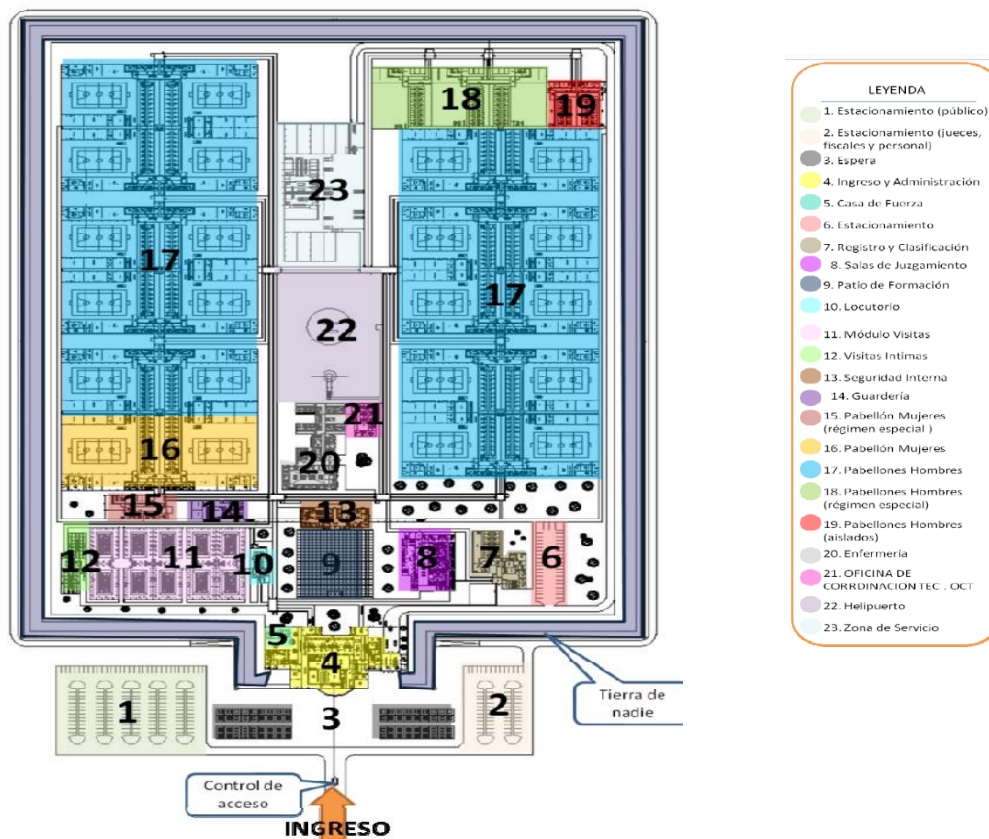 18
19
23
17
17
22
21
16
20
15
14
13
12
11
10
9
8
7
6
5
4
1
3
2
Tierra de
nadie
Control de
acceso
INGRESO
LEYENDA
1. Estacionamiento (público)
2. Estacionamiento (jueces,
fiscales y personal)
3. Espera
4. Ingreso y Administración
5. Casa de Fuerza
6. Estacionamiento
7. Registro y Clasificación
8. Salas de Juzgamiento
9. Patio de Formación
10. Locutorio
11. Módulo Visitas
12. Visitas Intimas
13. Seguridad Interna
14. Guardería
15. Pabellón Mujeres
(régimen especial )
16. Pabellón Mujeres
17. Pabellones Hombres
18. Pabellones Hombres
(régimen especial)
19. Pabellones Hombres
(aislados)
20. Enfermería
21. OFICINA DE
CORRDINACION TEC . OCT
22. Helipuerto
23. Zona de Servicio